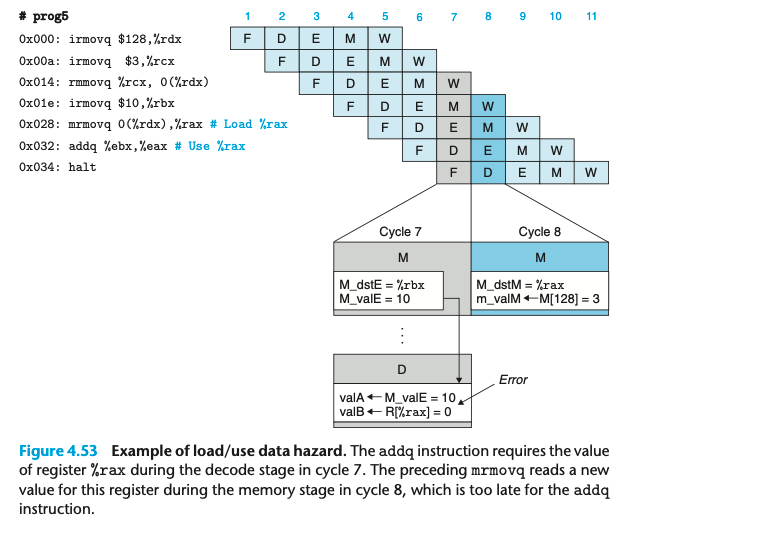 # prog5 1 2 3 4 5 6 7 8 9 10 11
0x000: irmovq $128,%rdx F D E M W
0x00a: irmovq $3,%rcx F D E M W
0x014: rmmovq %rcx, 0(%rdx) F D E M W
0x01e: irmovq $10,%rbx F D E M W
0x028: mrmovq 0(%rdx),%rax # Load %rax F D E M W
0x032: addq %ebx,%eax # Use %rax F D E M W
0x034: halt F D E M W
Cycle 7 Cycle 8
M M
M_dstE = %rbx M_dstM = %rax
M_valE = 10 m_valM ← M[128] = 3
⋮
D
Error
valA ← M_valE = 10
valB ← R[%rax] = 0
Figure 4.53 Example of load/use data hazard. The addq instruction requires the value
of register %rax during the decode stage in cycle 7. The preceding mrmovq reads a new
value for this register during the memory stage in cycle 8, which is too late for the addq
instruction.